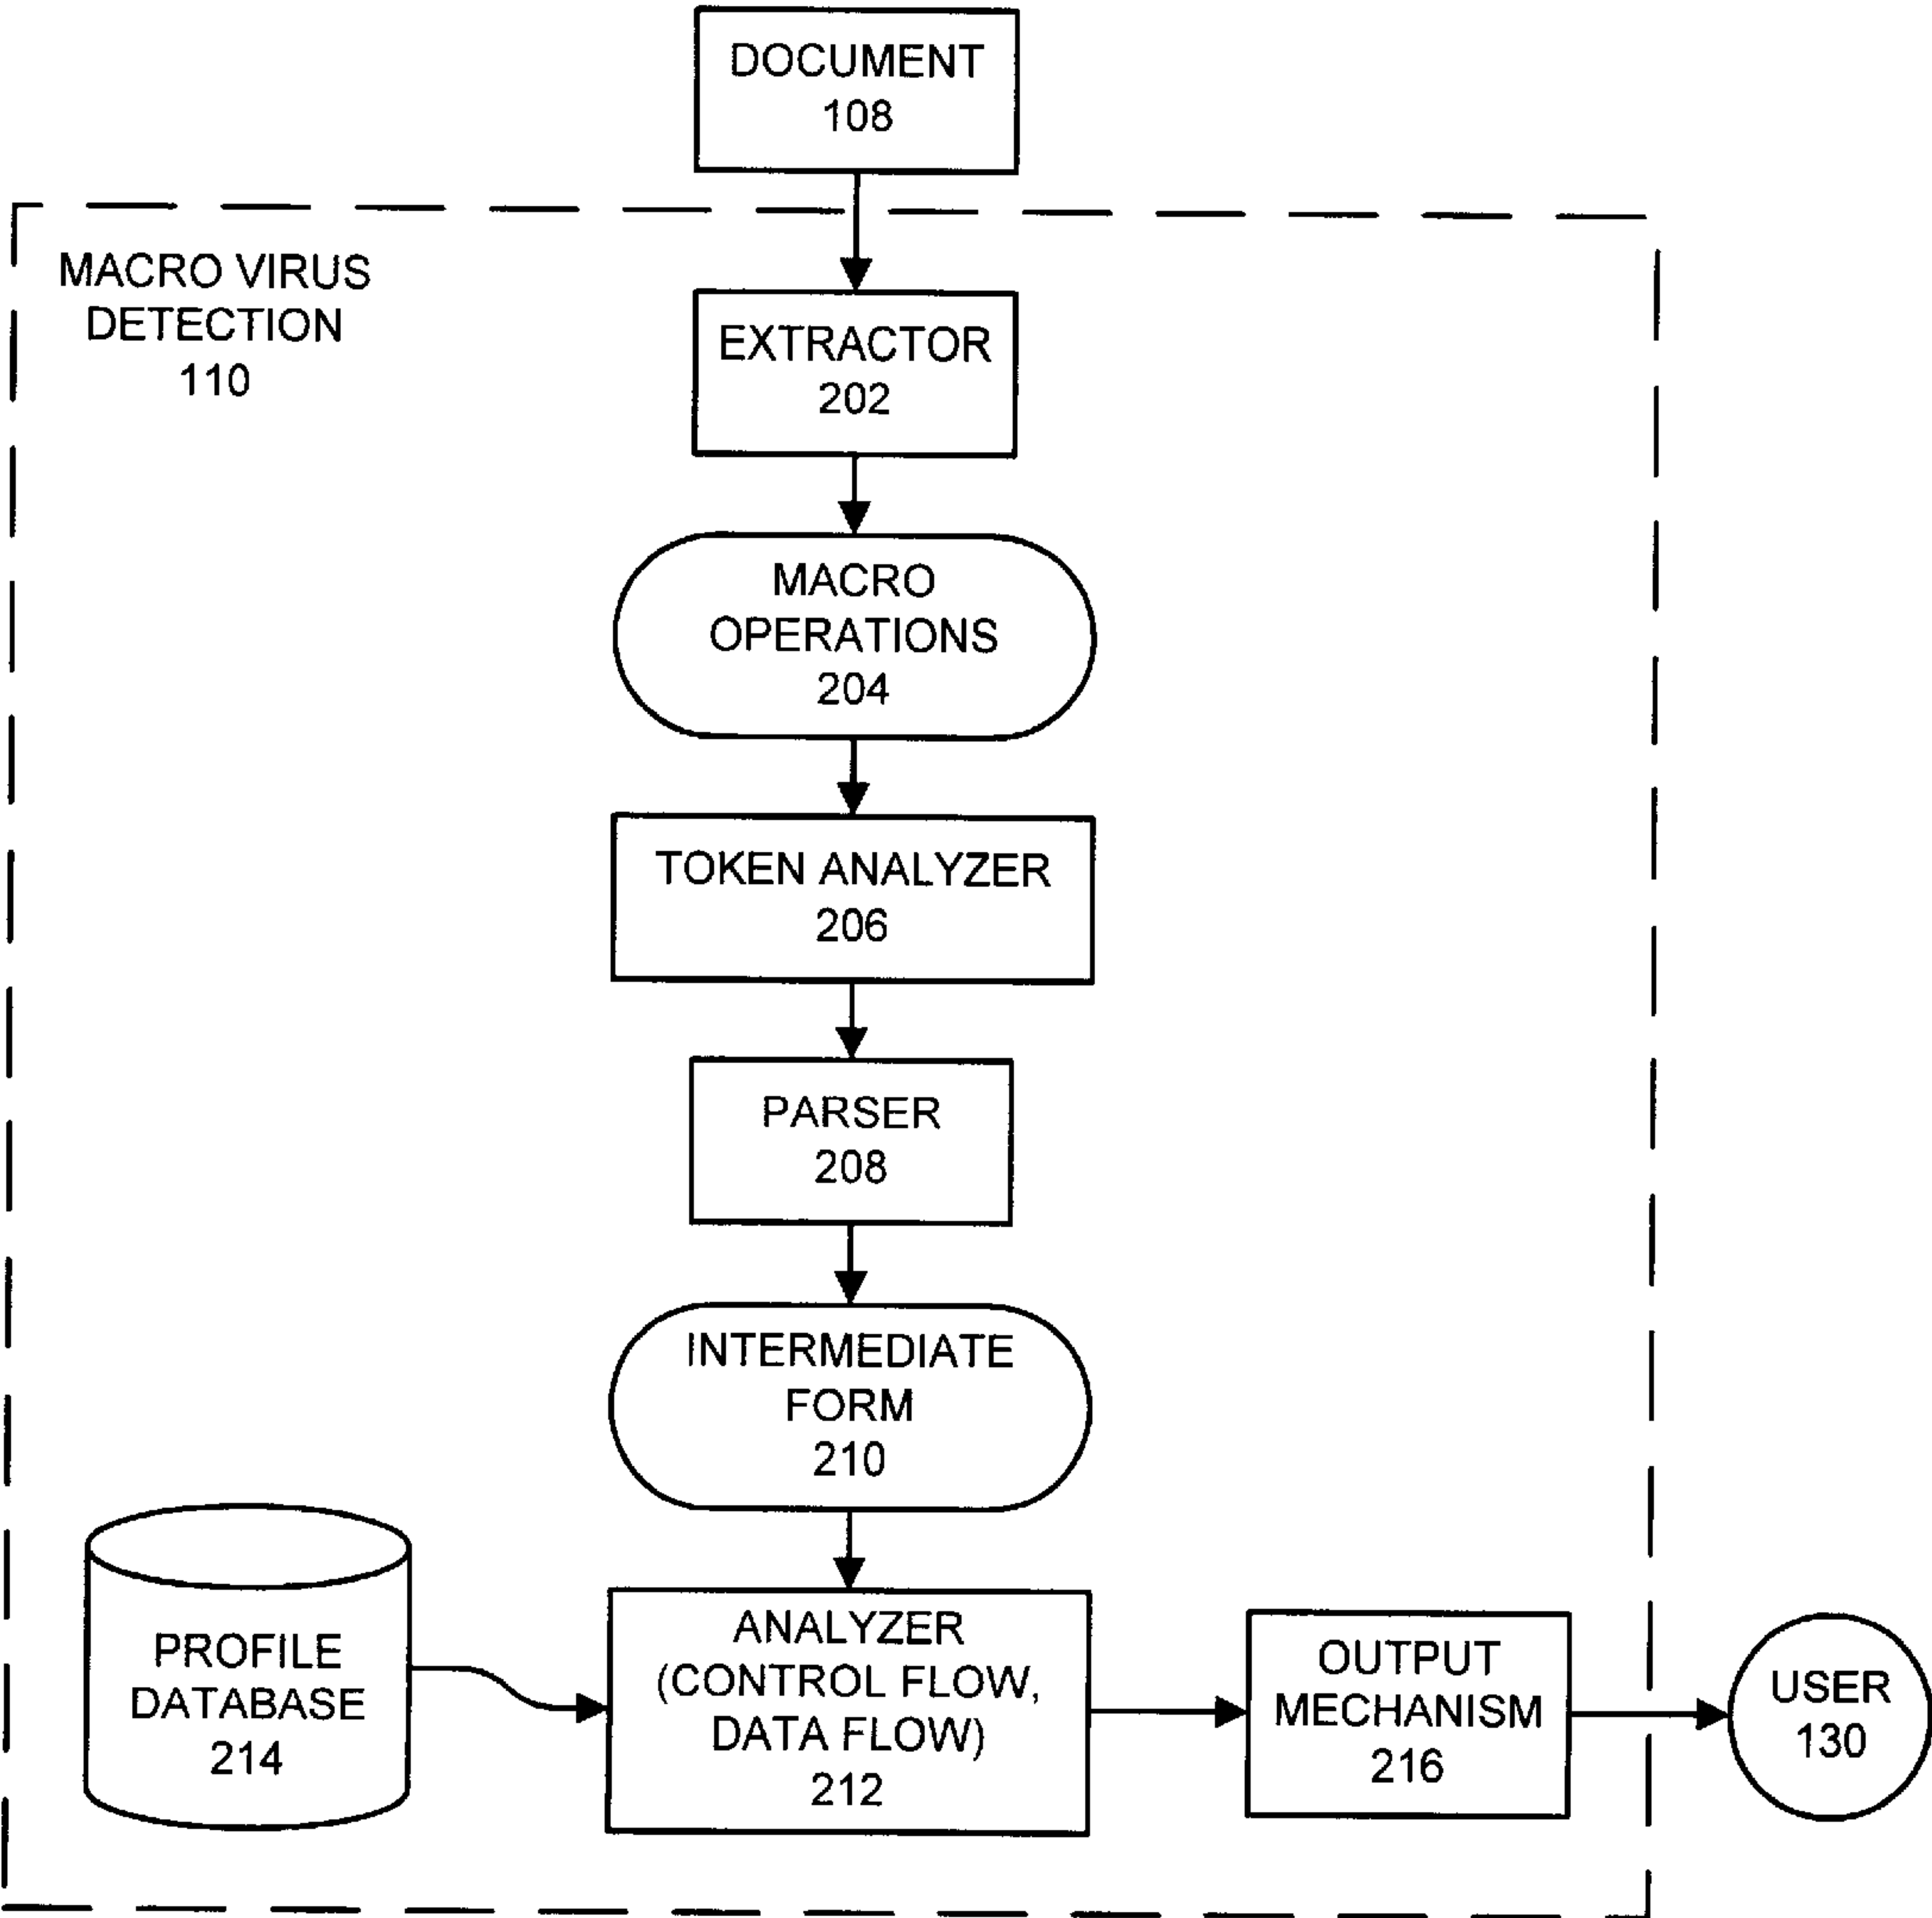 DOCUMENT
108
MACRO VIRUS
DETECTION
110
EXTRACTOR
202
MACRO
OPERATIONS
204
TOKEN ANALYZER
206
PARSER
208
INTERMEDIATE
FORM
210
PROFILE
DATABASE
214
ANALYZER
(CONTROL FLOW,
DATA FLOW)
212
OUTPUT
MECHANISM
216
USER
130